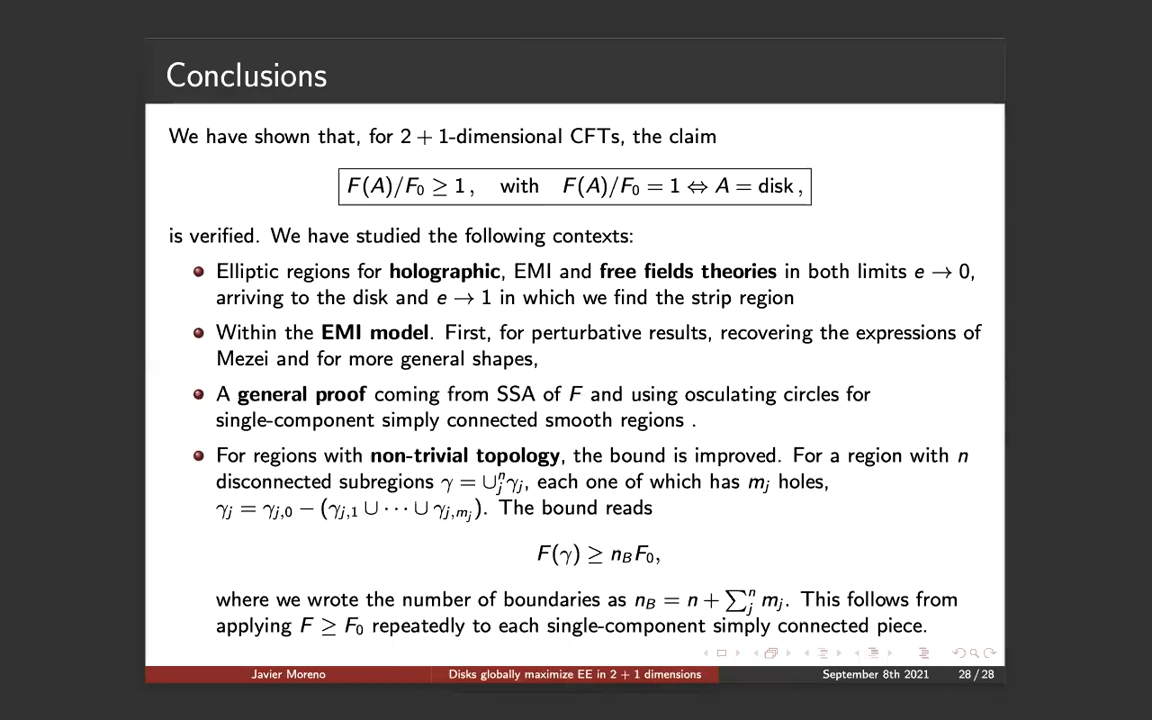 Conclusions
We have shown that, for 2 + 1-dimensional CFTs, the claim
F(A)/F₀ ≥ 1, with F(A)/F₀ = 1 ⇔ A = disk,
is verified. We have studied the following contexts:
Elliptic regions for holographic, EMI and free fields theories in both limits e → 0,
arriving to the disk and e → 1 in which we find the strip region
Within the EMI model. First, for perturbative results, recovering the expressions of
Mezei and for more general shapes,
A general proof coming from SSA of F and using osculating circles for
single-component simply connected smooth regions .
For regions with non-trivial topology, the bound is improved. For a region with n
disconnected subregions γ = ∪ⱼⁿγⱼ, each one of which has mⱼ holes,
γⱼ = γⱼ,₀ − (γⱼ,₁ ∪ ··· ∪ γⱼ,mⱼ). The bound reads
F(γ) ≥ n_B F₀,
where we wrote the number of boundaries as n_B = n + ∑ⱼⁿ mⱼ. This follows from
applying F ≥ F₀ repeatedly to each single-component simply connected piece.
Javier Moreno Disks globally maximize EE in 2 + 1 dimensions September 8th 2021 28 / 28